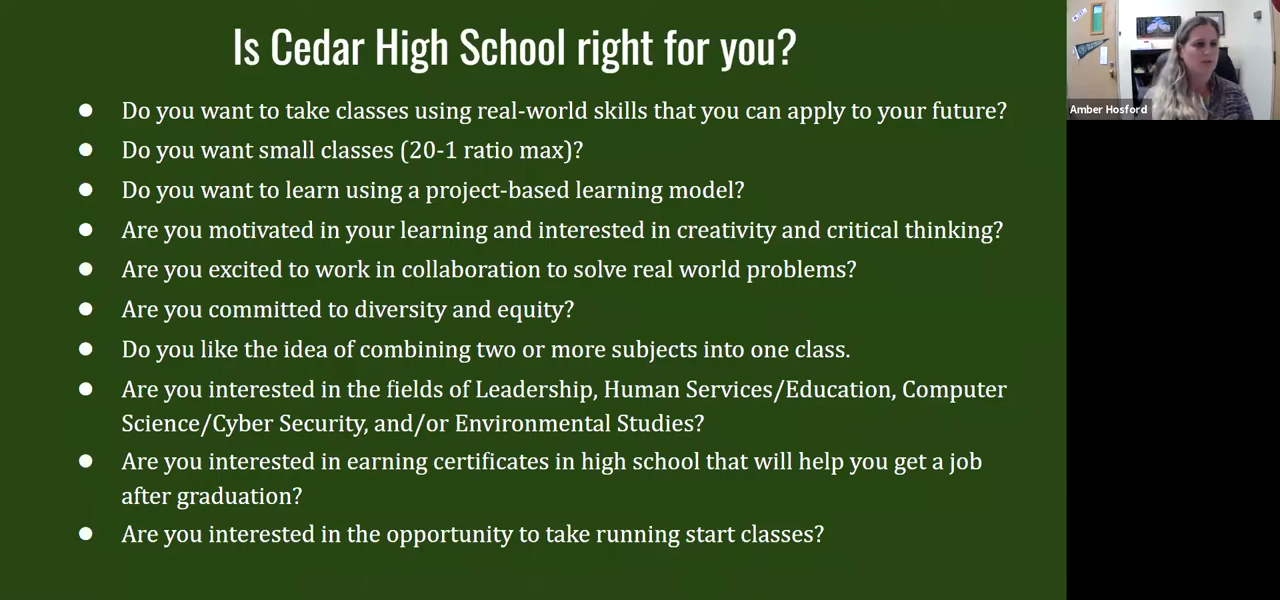 Is Cedar High School right for you?
● Do you want to take classes using real-world skills that you can apply to your future?
● Do you want small classes (20-1 ratio max)?
● Do you want to learn using a project-based learning model?
● Are you motivated in your learning and interested in creativity and critical thinking?
● Are you excited to work in collaboration to solve real world problems?
● Are you committed to diversity and equity?
● Do you like the idea of combining two or more subjects into one class.
● Are you interested in the fields of Leadership, Human Services/Education, Computer
Science/Cyber Security, and/or Environmental Studies?
● Are you interested in earning certificates in high school that will help you get a job
after graduation?
● Are you interested in the opportunity to take running start classes?
Amber Hosford